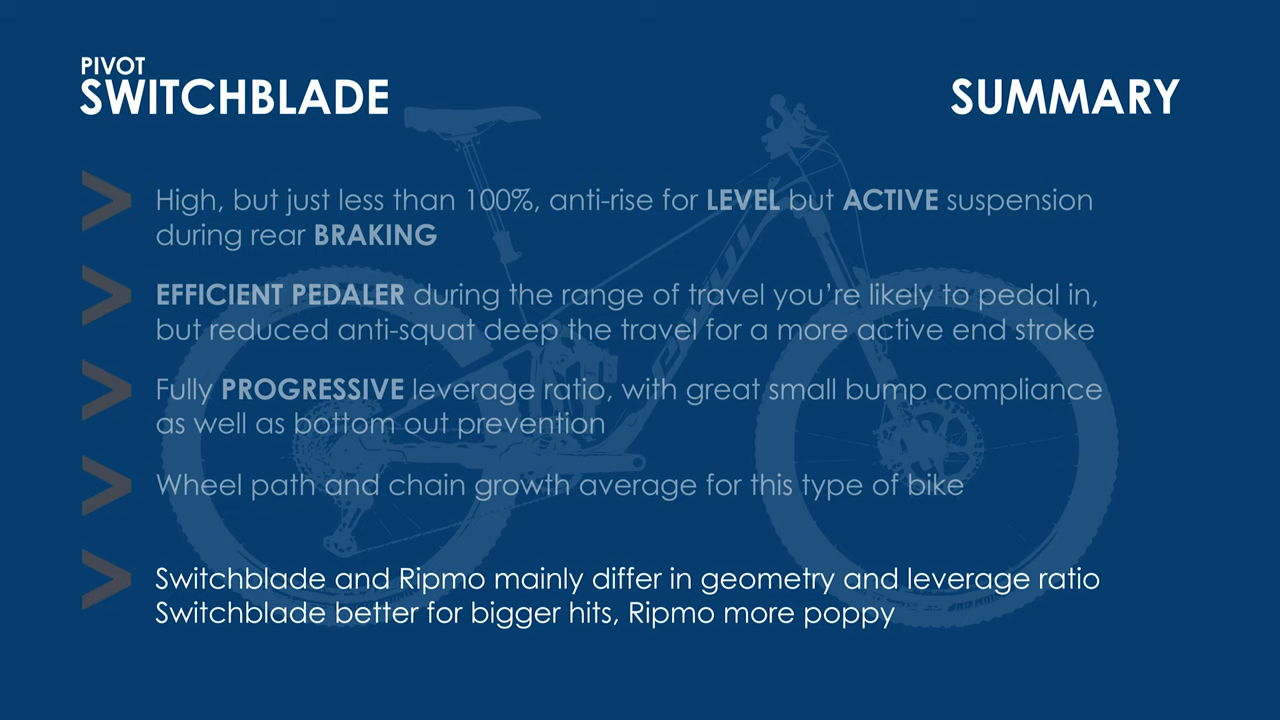 PIVOT
SWITCHBLADE
SUMMARY
> High, but just less than 100%, anti-rise for LEVEL but ACTIVE suspension
during rear BRAKING
> EFFICIENT PEDALER during the range of travel you’re likely to pedal in,
but reduced anti-squat deep the travel for a more active end stroke
> Fully PROGRESSIVE leverage ratio, with great small bump compliance
as well as bottom out prevention
> Wheel path and chain growth average for this type of bike
> Switchblade and Ripmo mainly differ in geometry and leverage ratio
Switchblade better for bigger hits, Ripmo more poppy
PIVOT